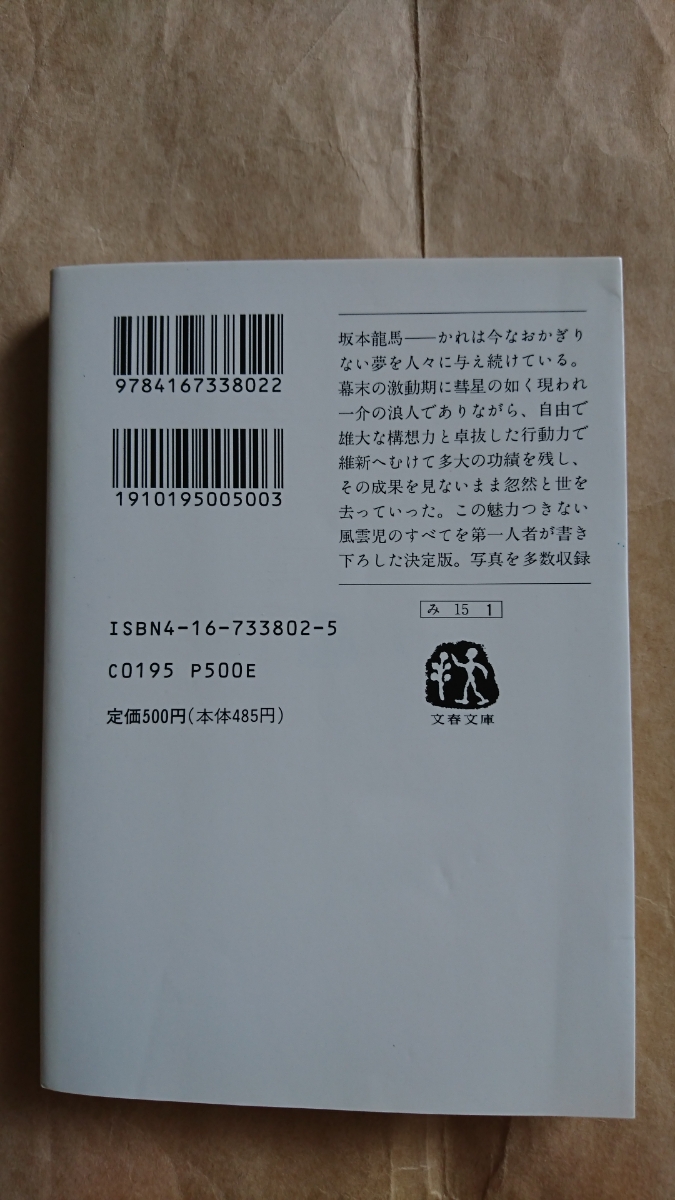 9784167338022
1910195005003
ISBN4-16-733802-5
C0195 P500E
定価500円(本体485円)
坂本龍馬――かれは今なおかぎり
ない夢を人々に与え続けている。
幕末の激動期に彗星の如く現われ
一介の浪人でありながら、自由で
雄大な構想力と卓抜した行動力で
維新へむけて多大の功績を残し、
その成果を見ないまま忽然と世を
去っていった。この魅力つきない
風雲児のすべてを第一人者が書き
下ろした決定版。写真を多数収録
み 15 1
文春文庫